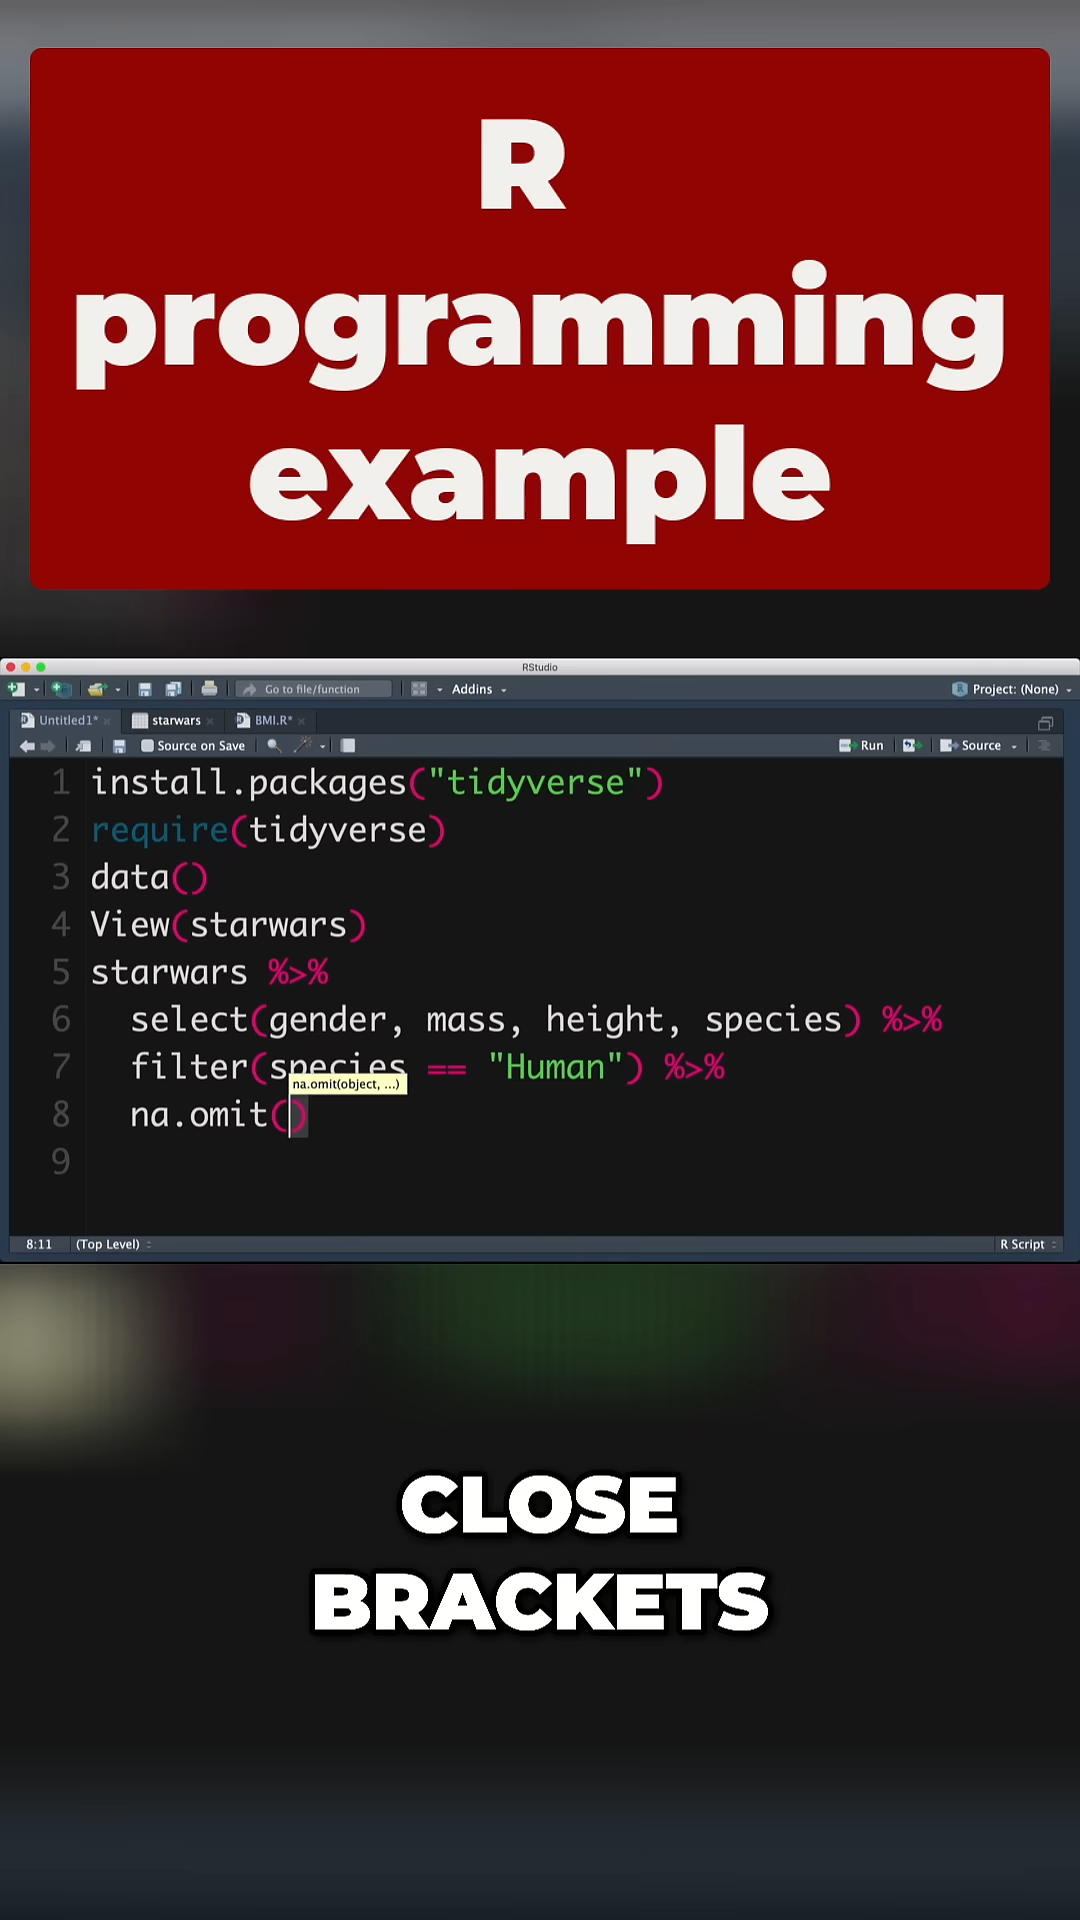 R
programming
example
RStudio
Go to file/function
Addins
Project: (None)
Untitled1*
starwars
BMI.R*
Source on Save
Run
Source
1 install.packages("tidyverse")
2 require(tidyverse)
3 data()
4 View(starwars)
5 starwars %>%
6 select(gender, mass, height, species) %>%
7 filter(species == "Human") %>%
na.omit(object, ...)
8 na.omit()
9
8:11
(Top Level)
R Script
CLOSE
BRACKETS